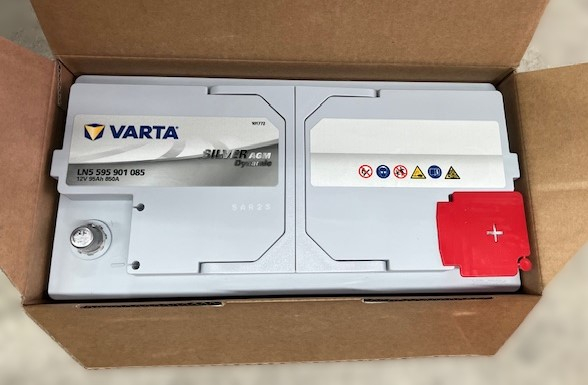 VARTA
SILVER AGM
Dynamic
LN5 595 901 085
12V 95Ah 850A
+